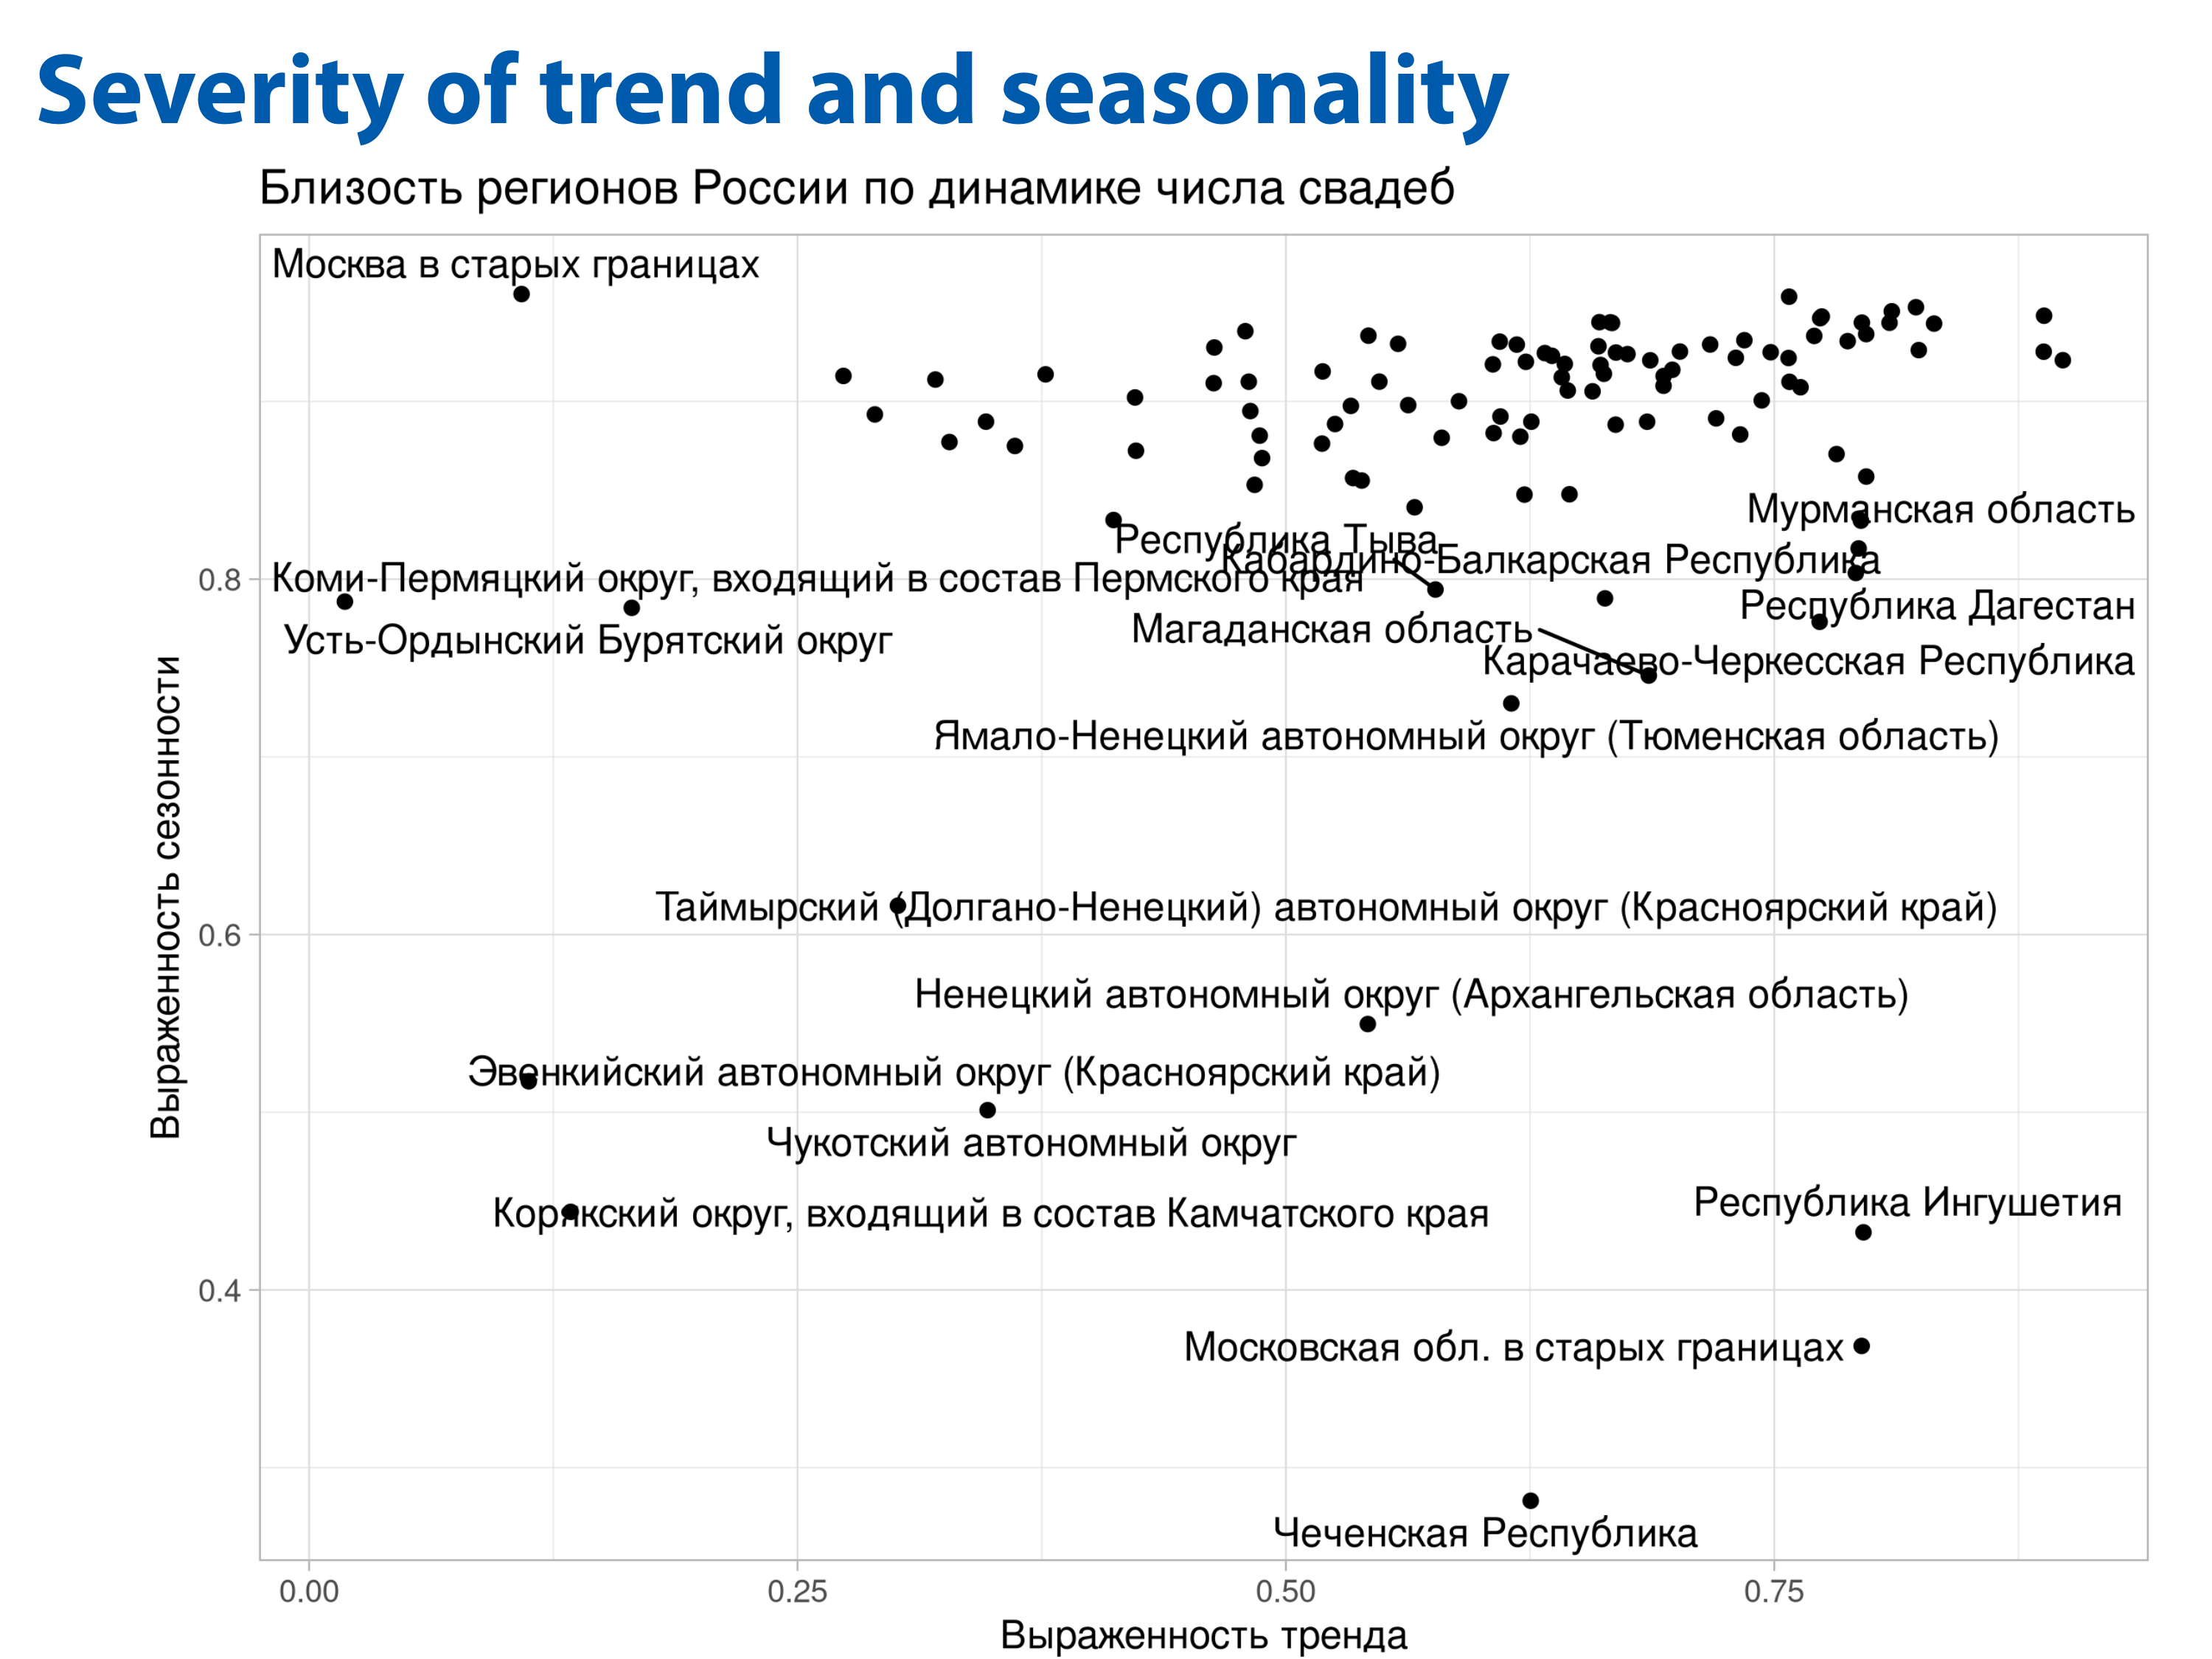 Severity of trend and seasonality
Близость регионов России по динамике числа свадеб
Москва в старых границах
Мурманская область
Республика Тыва
Кабардино-Балкарская Республика
0.8
Коми-Пермяцкий округ, входящий в состав Пермского края
Республика Дагестан
Магаданская область
Усть-Ордынский Бурятский округ
Карачаево-Черкесская Республика
Ямало-Ненецкий автономный округ (Тюменская область)
Выраженность сезонности
Таймырский (Долгано-Ненецкий) автономный округ (Красноярский край)
0.6
Ненецкий автономный округ (Архангельская область)
Эвенкийский автономный округ (Красноярский край)
Чукотский автономный округ
Республика Ингушетия
Корякский округ, входящий в состав Камчатского края
0.4
Московская обл. в старых границах
Чеченская Республика
0.00 0.25 0.50 0.75
Выраженность тренда